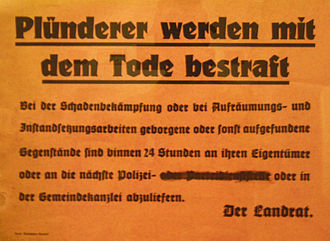 Plünderer werden mit
dem Tode bestraft
Bei der Schadenbekämpfung oder bei Aufräumungs- und
Instandsetzungsarbeiten geborgene oder sonst aufgefundene
Gegenstände sind binnen 24 Stunden an ihren Eigentümer
oder an die nächste Polizei- oder Parteidienststelle oder in
der Gemeindekanzlei abzuliefern.
Der Landrat.